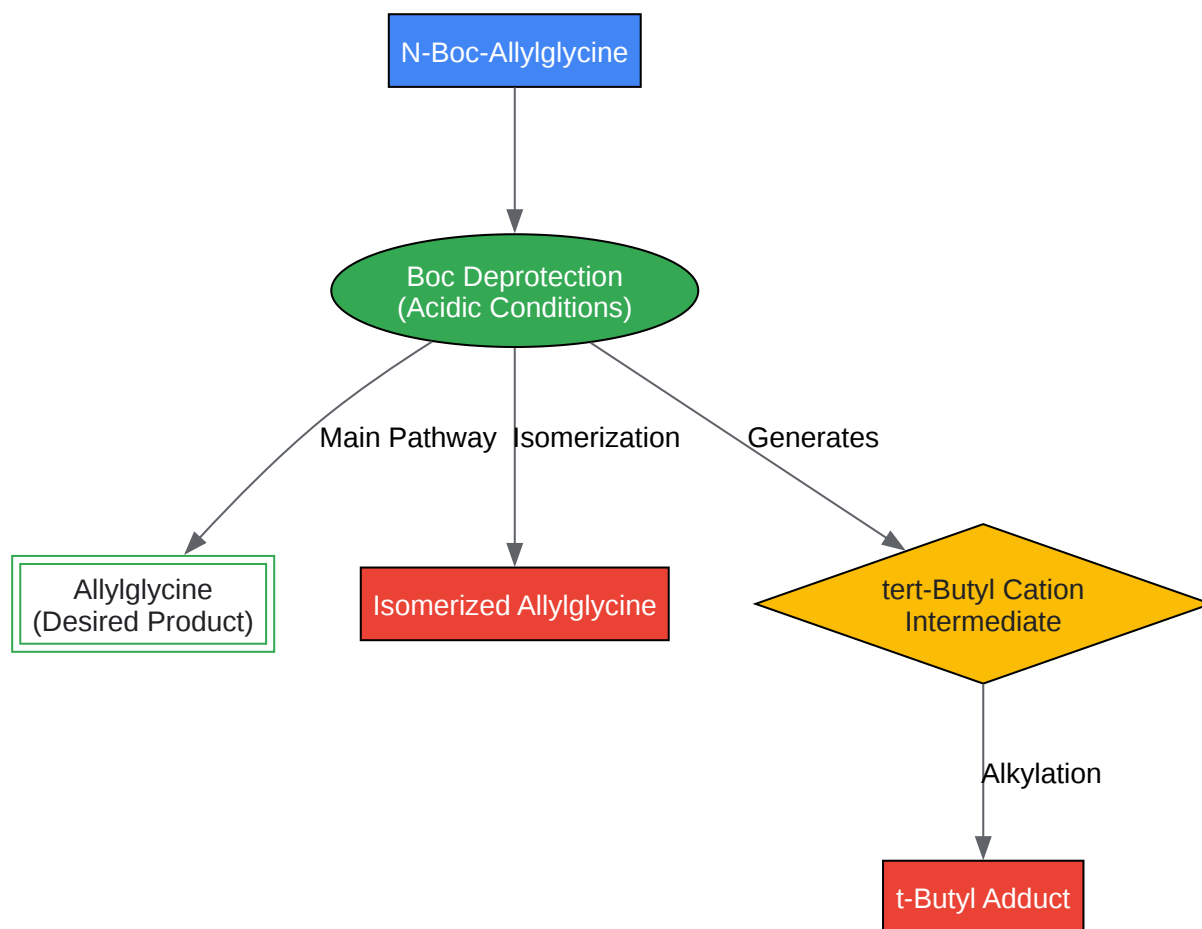 N-Boc-Allylglycine
Boc Deprotection
(Acidic Conditions)
Main Pathway
Isomerization
Generates
Allylglycine
(Desired Product)
Isomerized Allylglycine
tert-Butyl Cation
Intermediate
Alkylation
t-Butyl Adduct